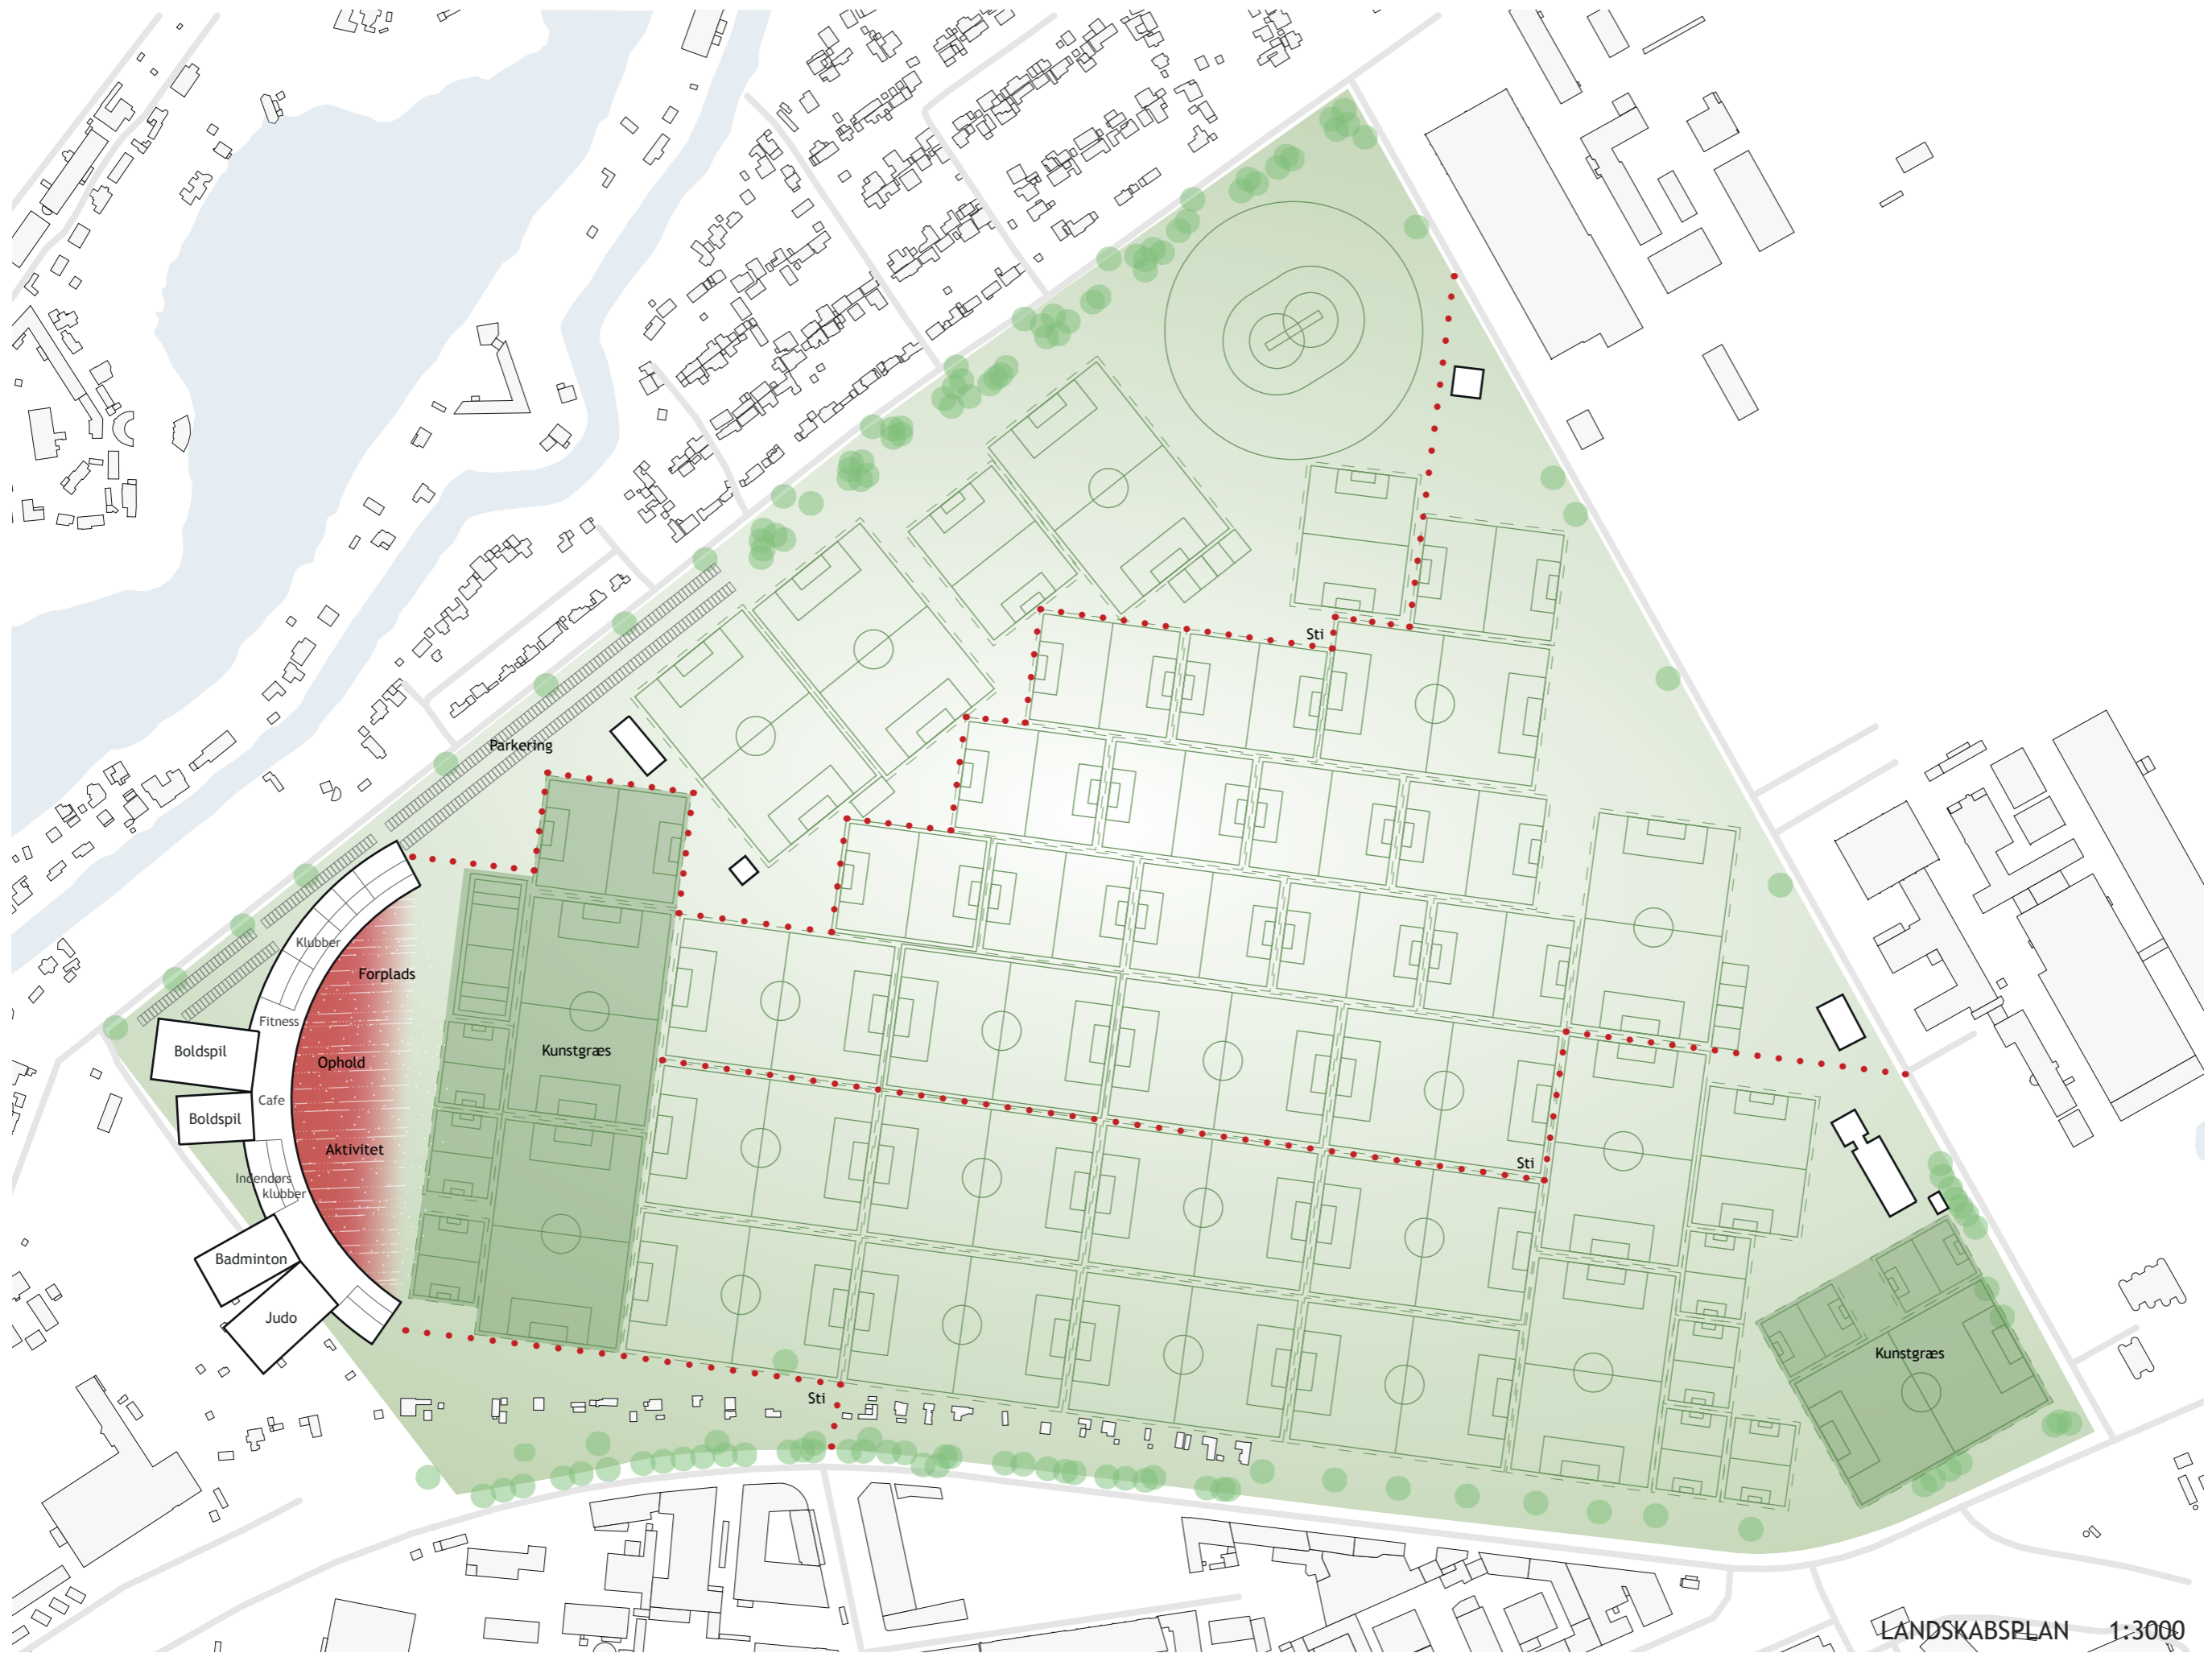 Sti
Parkering
Klubber
Forplads
Fitness
Boldspil
Ophold
Kunstgræs
Cafe
Boldspil
Aktivitet
Sti
Indendørs
klubber
Badminton
Judo
Kunstgræs
Sti
LANDSKABSPLAN 1:3000